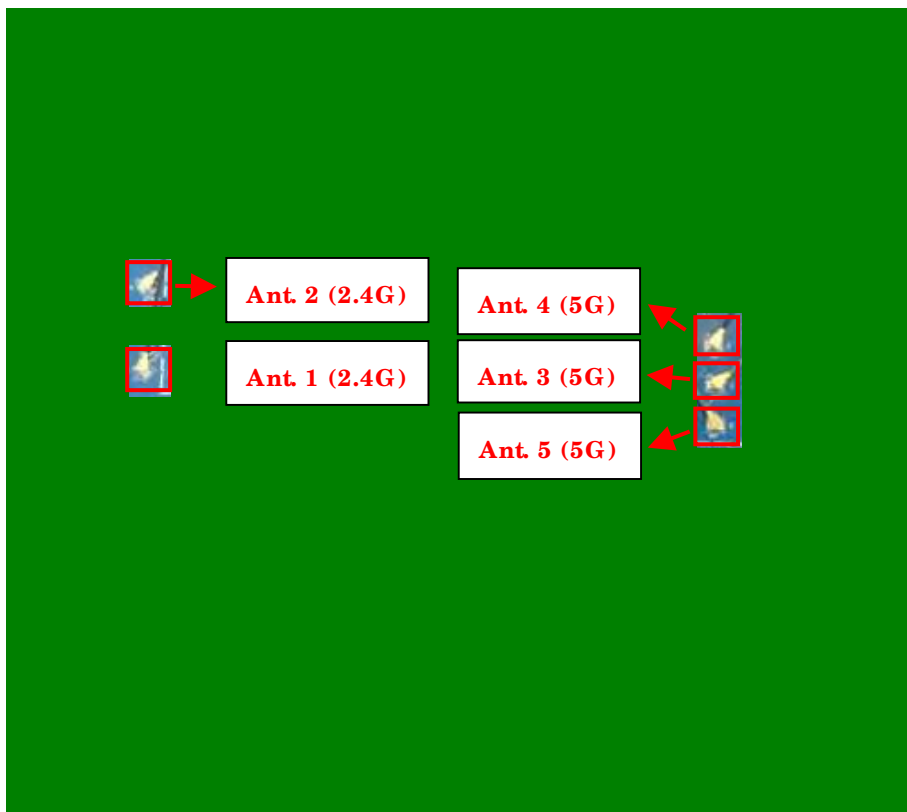 Ant. 2 (2.4G)
Ant. 4 (5G)
Ant. 1 (2.4G)
Ant. 3 (5G)
Ant. 5 (5G)